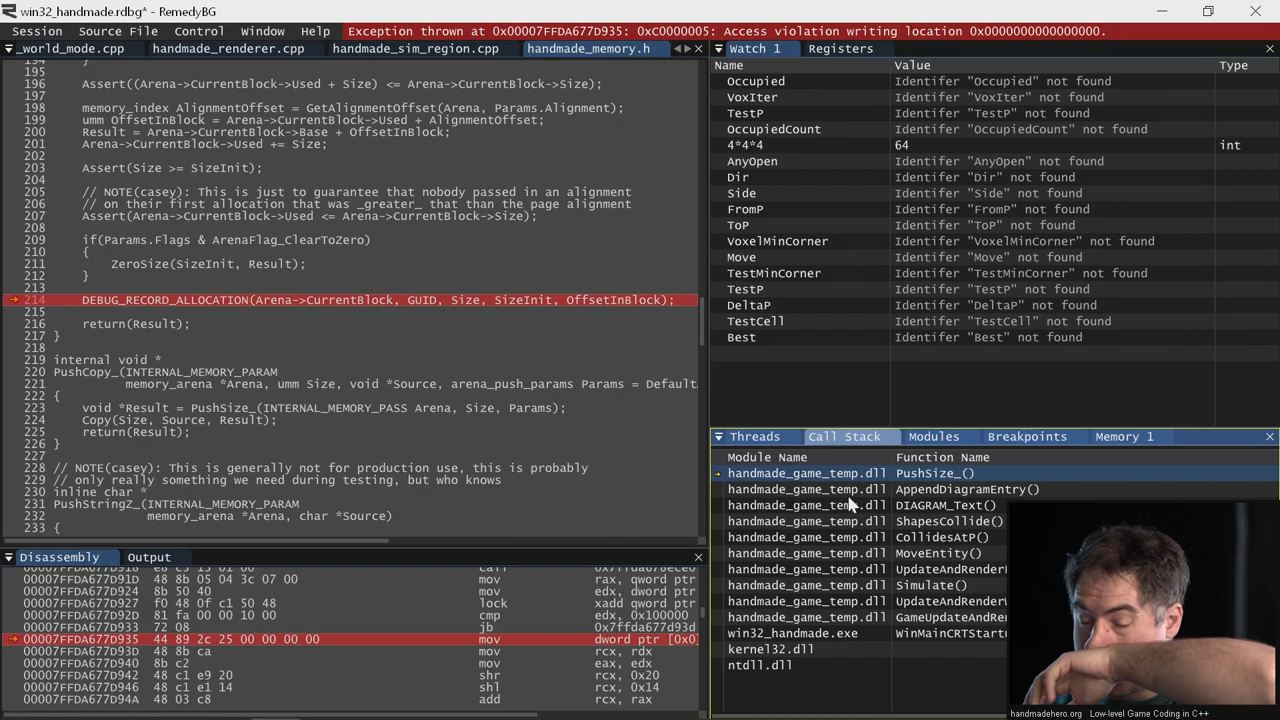 win32_handmade.rdbg* - RemedyBG
Session Source File Control Window Help Exception thrown at 0x00007FFDA677D935: 0xC0000005: Access violation writing location 0x0000000000000000.
_world_mode.cpp handmade_renderer.cpp handmade_sim_region.cpp handmade_memory.h
194 }
195
196 Assert((Arena->CurrentBlock->Used + Size) <= Arena->CurrentBlock->Size);
197
198 memory_index AlignmentOffset = GetAlignmentOffset(Arena, Params.Alignment);
199 umm OffsetInBlock = Arena->CurrentBlock->Used + AlignmentOffset;
200 Result = Arena->CurrentBlock->Base + OffsetInBlock;
201 Arena->CurrentBlock->Used += Size;
202
203 Assert(Size >= SizeInit);
204
205 // NOTE(casey): This is just to guarantee that nobody passed in an alignment
206 // on their first allocation that was _greater_ that than the page alignment
207 Assert(Arena->CurrentBlock->Used <= Arena->CurrentBlock->Size);
208
209 if(Params.Flags & ArenaFlag_ClearToZero)
210 {
211 ZeroSize(SizeInit, Result);
212 }
213
214 DEBUG_RECORD_ALLOCATION(Arena->CurrentBlock, GUID, Size, SizeInit, OffsetInBlock);
215
216 return(Result);
217 }
218
219 internal void *
220 PushCopy_(INTERNAL_MEMORY_PARAM
221 memory_arena *Arena, umm Size, void *Source, arena_push_params Params = Default
222 {
223 void *Result = PushSize_(INTERNAL_MEMORY_PASS Arena, Size, Params);
224 Copy(Size, Source, Result);
225 return(Result);
226 }
227
228 // NOTE(casey): This is generally not for production use, this is probably
229 // only really something we need during testing, but who knows
230 inline char *
231 PushStringZ_(INTERNAL_MEMORY_PARAM
232 memory_arena *Arena, char *Source)
233 {
Disassembly Output
00007FFDA677D91D 48 8b 05 04 3c 07 00 mov rax, qword ptr
00007FFDA677D924 8b 50 40 mov edx, dword ptr
00007FFDA677D927 f0 48 0f c1 50 48 lock xadd qword ptr
00007FFDA677D92D 81 fa 00 00 10 00 cmp edx, 0x100000
00007FFDA677D933 72 08 jb 0x7ffda677d93d
00007FFDA677D935 44 89 2c 25 00 00 00 00 mov dword ptr [0x0]
00007FFDA677D93D 48 8b ca mov rcx, rdx
00007FFDA677D940 8b c2 mov eax, edx
00007FFDA677D942 48 c1 e9 20 shr rcx, 0x20
00007FFDA677D946 48 c1 e1 14 shl rcx, 0x14
00007FFDA677D94A 48 03 c8 add rcx, rax
Watch 1 Registers
Name Value Type
Occupied Identifer "Occupied" not found
VoxIter Identifer "VoxIter" not found
TestP Identifer "TestP" not found
OccupiedCount Identifer "OccupiedCount" not found
4*4*4 64 int
AnyOpen Identifer "AnyOpen" not found
Dir Identifer "Dir" not found
Side Identifer "Side" not found
FromP Identifer "FromP" not found
ToP Identifer "ToP" not found
VoxelMinCorner Identifer "VoxelMinCorner" not found
Move Identifer "Move" not found
TestMinCorner Identifer "TestMinCorner" not found
TestP Identifer "TestP" not found
DeltaP Identifer "DeltaP" not found
TestCell Identifer "TestCell" not found
Best Identifer "Best" not found
Threads Call Stack Modules Breakpoints Memory 1
Module Name Function Name
handmade_game_temp.dll PushSize_()
handmade_game_temp.dll AppendDiagramEntry()
handmade_game_temp.dll DIAGRAM_Text()
handmade_game_temp.dll ShapesCollide()
handmade_game_temp.dll CollidesAtP()
handmade_game_temp.dll MoveEntity()
handmade_game_temp.dll UpdateAndRender
handmade_game_temp.dll Simulate()
handmade_game_temp.dll UpdateAndRender
handmade_game_temp.dll GameUpdateAndRe
win32_handmade.exe WinMainCRTStart
kernel32.dll
ntdll.dll
handmadehero.org Low-level Game Coding in C++